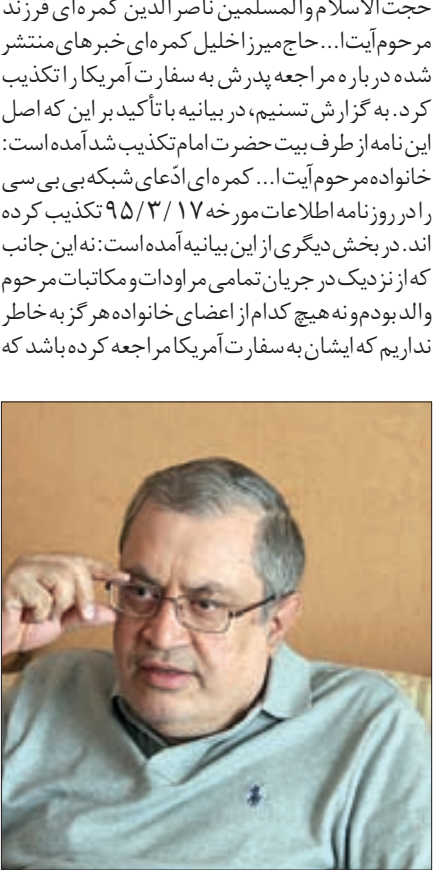 حجت‌الاسلام والمسلمین ناصرالدین کمره‌ای فرزند
مرحوم آیت‌ا... حاج میرزا خلیل کمره‌ای خبرهای منتشر
شده درباره مراجعه پدرش به سفارت آمریکا را تکذیب
کرد. به گزارش تسنیم، در بیانیه با تأکید بر این که اصل
این نامه از طرف بیت حضرت امام تکذیب شد آمده است:
خانواده مرحوم آیت‌ا... کمره‌ای ادّعای شبکه بی بی سی
را در روزنامه اطلاعات مورخه ۹۵/۳/۱۷ تکذیب کرده
اند. در بخش دیگری از این بیانیه آمده است: نه این جانب
که از نزدیک در جریان تمامی مراودات و مکاتبات مرحوم
والد بودم و نه هیچ کدام از اعضای خانواده هرگز به خاطر
نداریم که ایشان به سفارت آمریکا مراجعه کرده باشد که